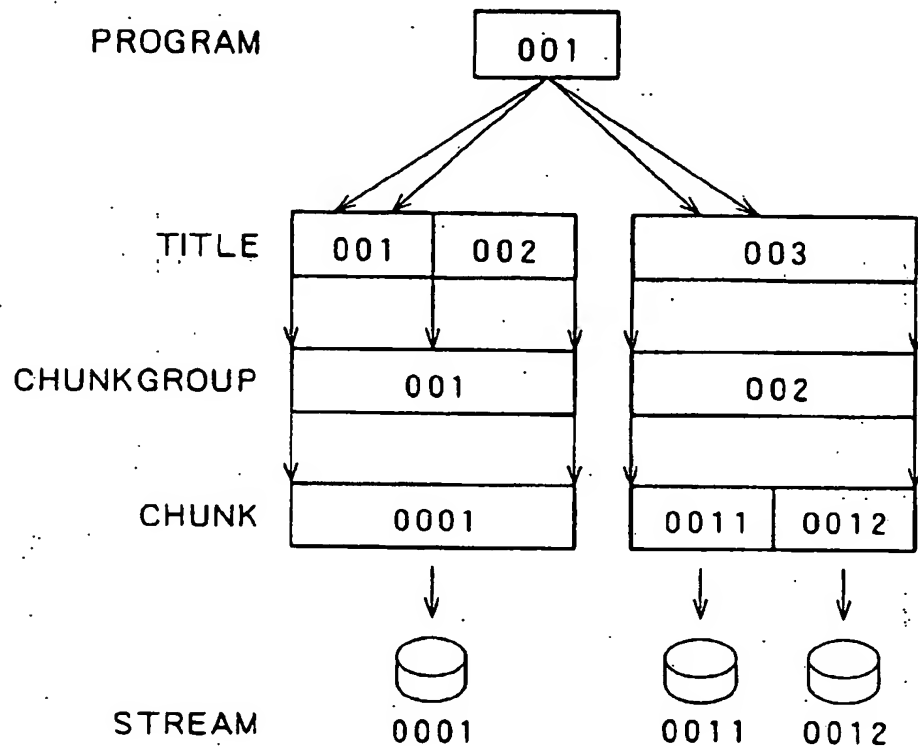 PROGRAM 001
TITLE 001 002 003
CHUNKGROUP 001 002
CHUNK 0001 0011 0012
STREAM 0001 0011 0012